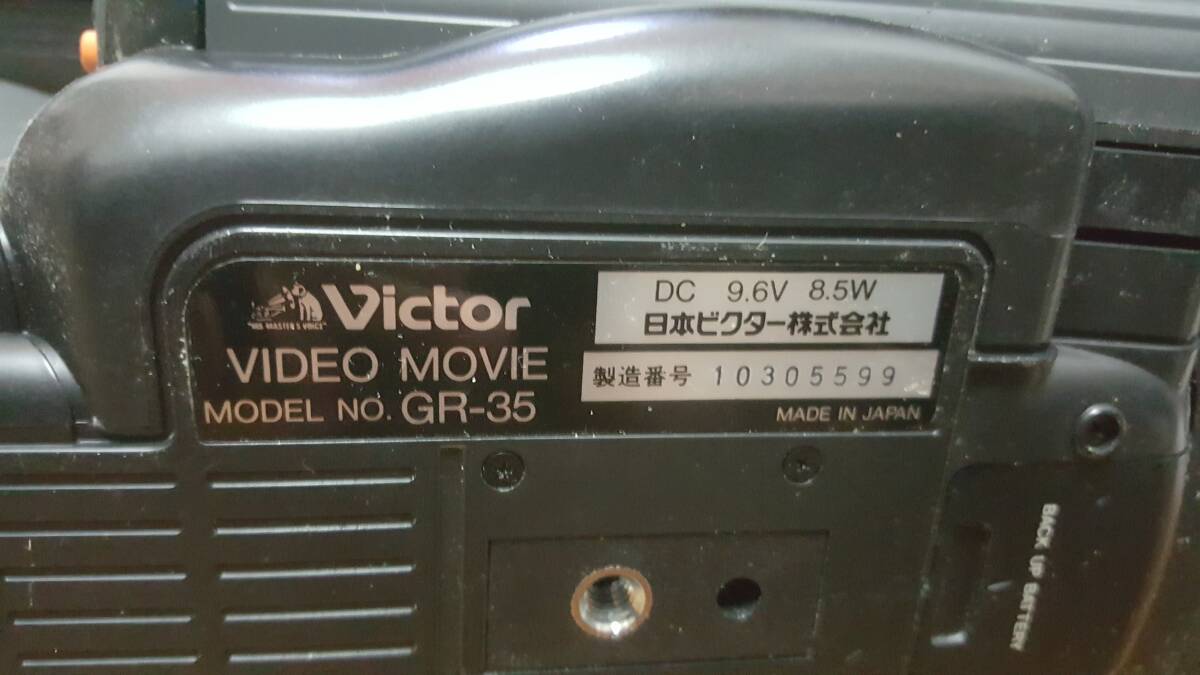 "HIS MASTER'S VOICE"
Victor
VIDEO MOVIE
MODEL NO. GR-35
DC 9.6V 8.5W
日本ビクター株式会社
製造番号 10305599
MADE IN JAPAN
BACK UP BATTERY